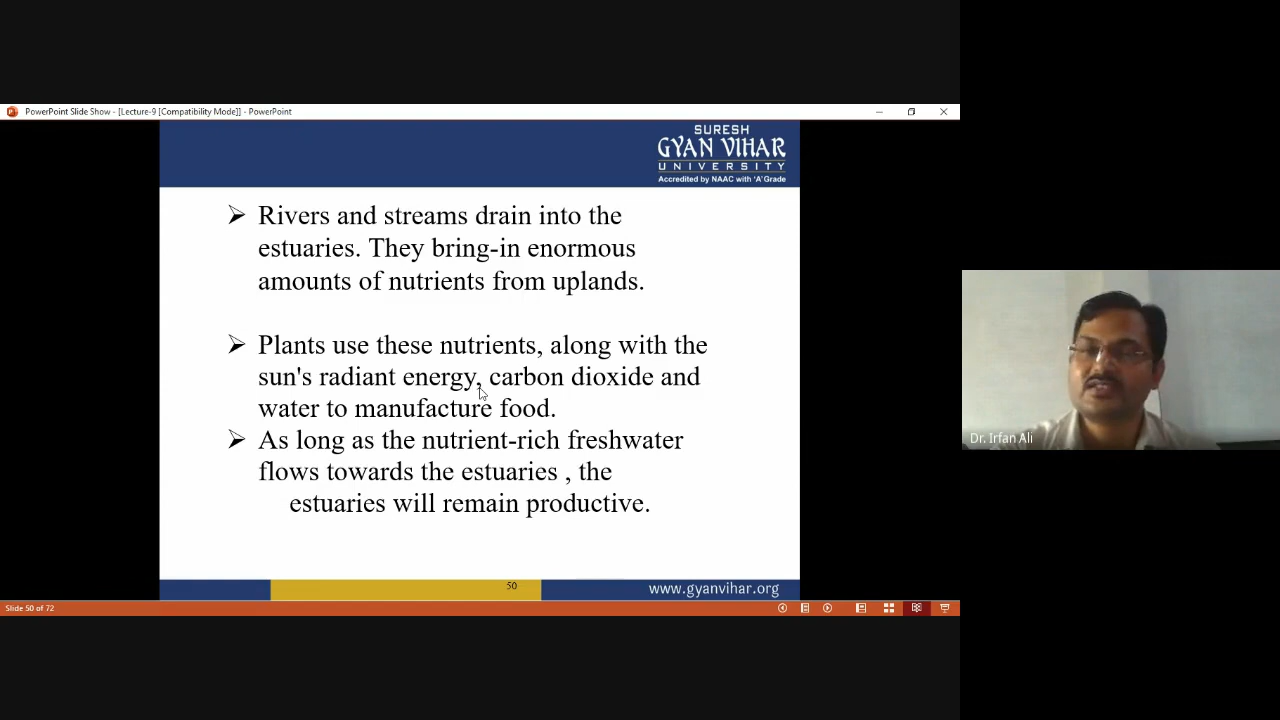 PowerPoint Slide Show - [Lecture-9 [Compatibility Mode]] - PowerPoint
SURESH
GYAN VIHAR
UNIVERSITY
Accredited by NAAC with 'A' Grade
Rivers and streams drain into the
estuaries. They bring-in enormous
amounts of nutrients from uplands.
Plants use these nutrients, along with the
sun's radiant energy, carbon dioxide and
water to manufacture food.
As long as the nutrient-rich freshwater
flows towards the estuaries , the
estuaries will remain productive.
Dr. Irfan Ali
50
www.gyanvihar.org
Slide 50 of 72